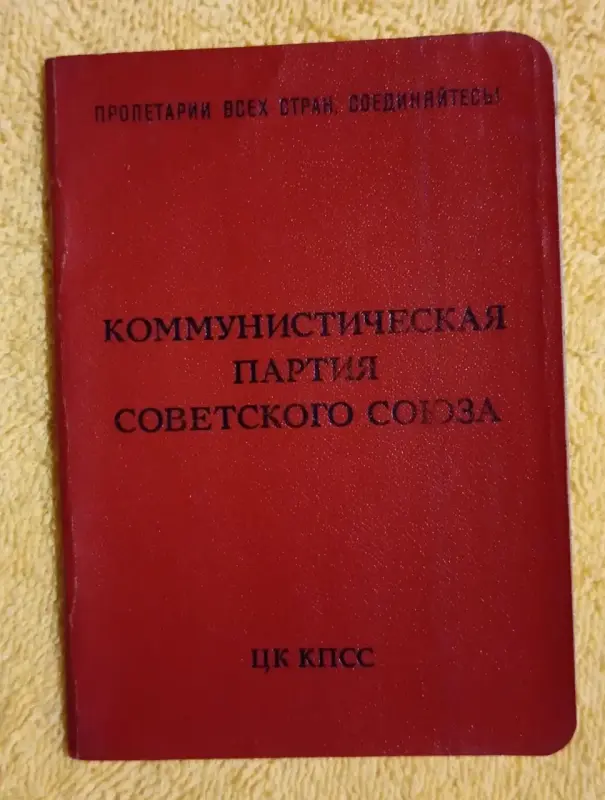 ПРОЛЕТАРИИ ВСЕХ СТРАН, СОЕДИНЯЙТЕСЬ!
КОММУНИСТИЧЕСКАЯ
ПАРТИЯ
СОВЕТСКОГО СОЮЗА
ЦК КПСС